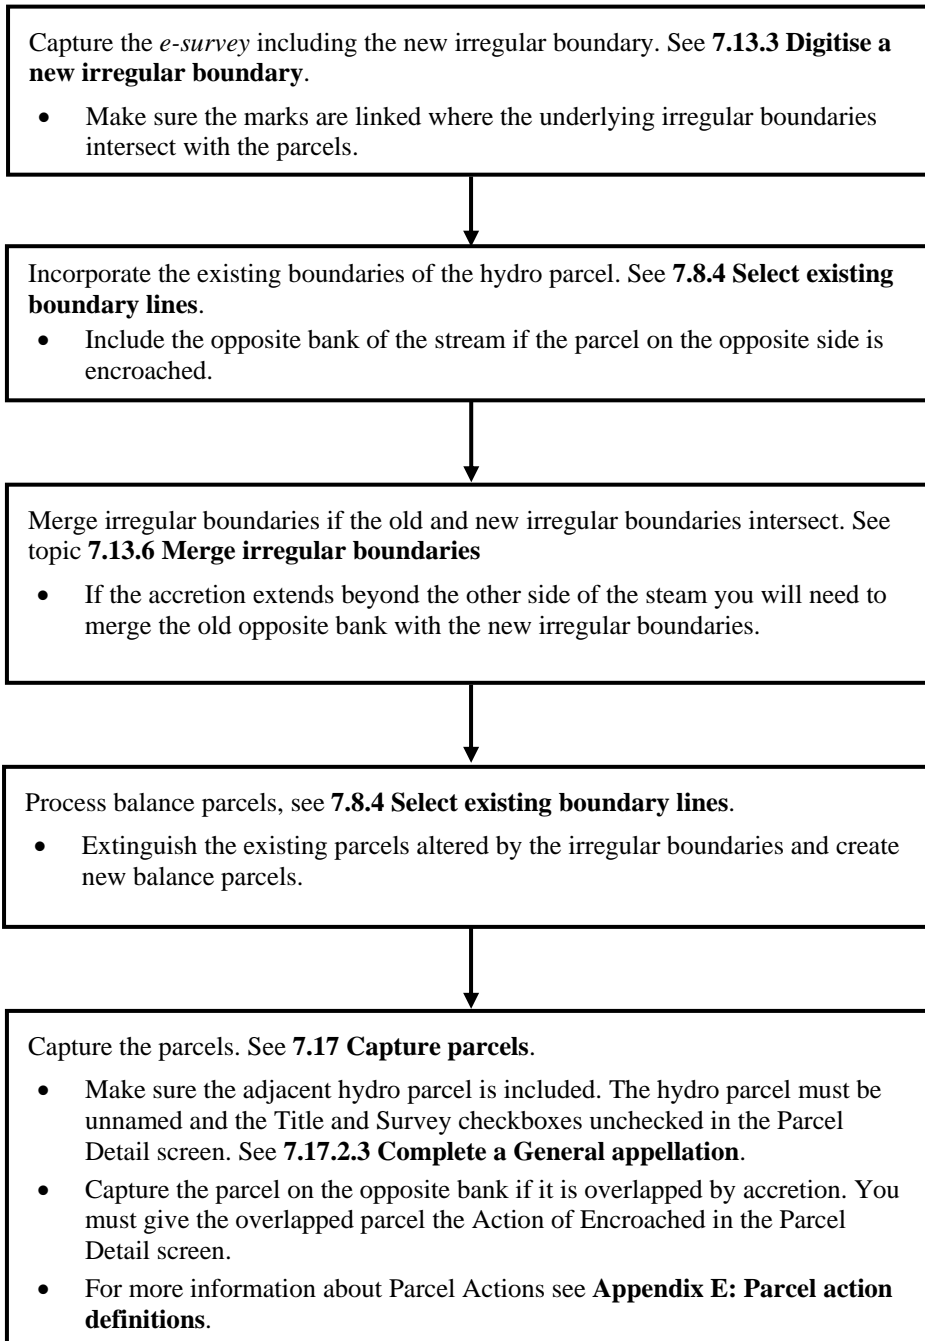 Capture the e-survey including the new irregular boundary. See 7.13.3 Digitise a
new irregular boundary.
• Make sure the marks are linked where the underlying irregular boundaries
intersect with the parcels.
Incorporate the existing boundaries of the hydro parcel. See 7.8.4 Select existing
boundary lines.
• Include the opposite bank of the stream if the parcel on the opposite side is
encroached.
Merge irregular boundaries if the old and new irregular boundaries intersect. See
topic 7.13.6 Merge irregular boundaries
• If the accretion extends beyond the other side of the steam you will need to
merge the old opposite bank with the new irregular boundaries.
Process balance parcels, see 7.8.4 Select existing boundary lines.
• Extinguish the existing parcels altered by the irregular boundaries and create
new balance parcels.
Capture the parcels. See 7.17 Capture parcels.
• Make sure the adjacent hydro parcel is included. The hydro parcel must be
unnamed and the Title and Survey checkboxes unchecked in the Parcel
Detail screen. See 7.17.2.3 Complete a General appellation.
• Capture the parcel on the opposite bank if it is overlapped by accretion. You
must give the overlapped parcel the Action of Encroached in the Parcel
Detail screen.
• For more information about Parcel Actions see Appendix E: Parcel action
definitions.